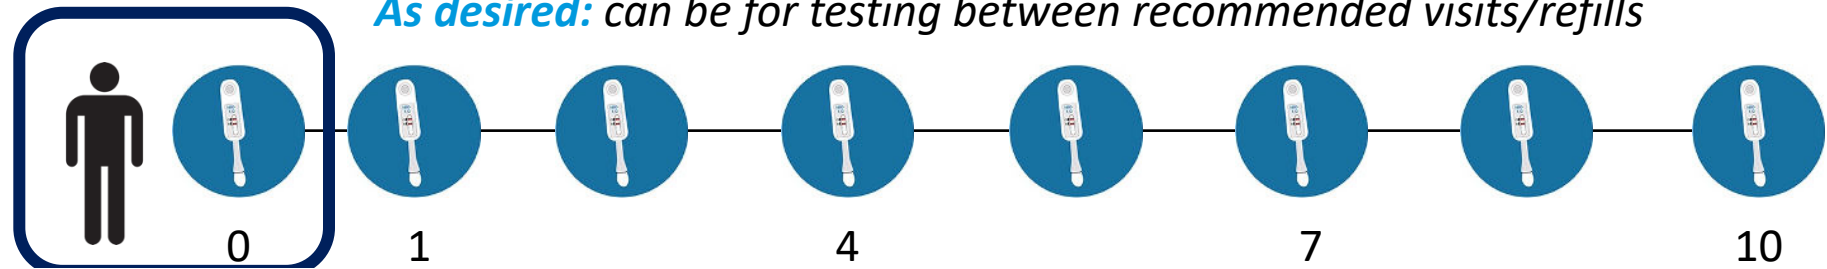 As desired: can be for testing between recommended visits/refills
0 1 4 7 10